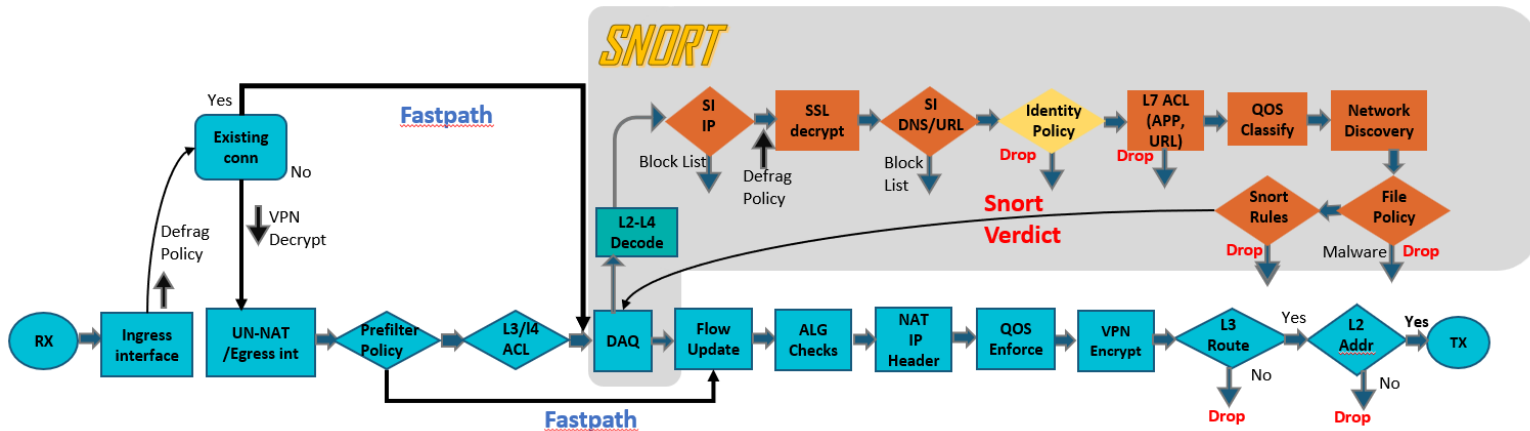 SNORT
Yes
Fastpath
Existing
conn
No
VPN
Decrypt
Defrag
Policy
SI
IP
Block List
SSL
decrypt
Defrag
Policy
SI
DNS/URL
Block
List
Identity
Policy
Drop
L7 ACL
(APP,
URL)
Drop
QOS
Classify
Network
Discovery
File
Policy
Malware
Drop
Snort
Rules
Drop
Snort
Verdict
L2-L4
Decode
RX
Ingress
interface
UN-NAT
/Egress int
Prefilter
Policy
L3/l4
ACL
DAQ
Flow
Update
ALG
Checks
NAT
IP
Header
QOS
Enforce
VPN
Encrypt
L3
Route
Yes
No
Drop
L2
Addr
Yes
No
Drop
TX
Fastpath